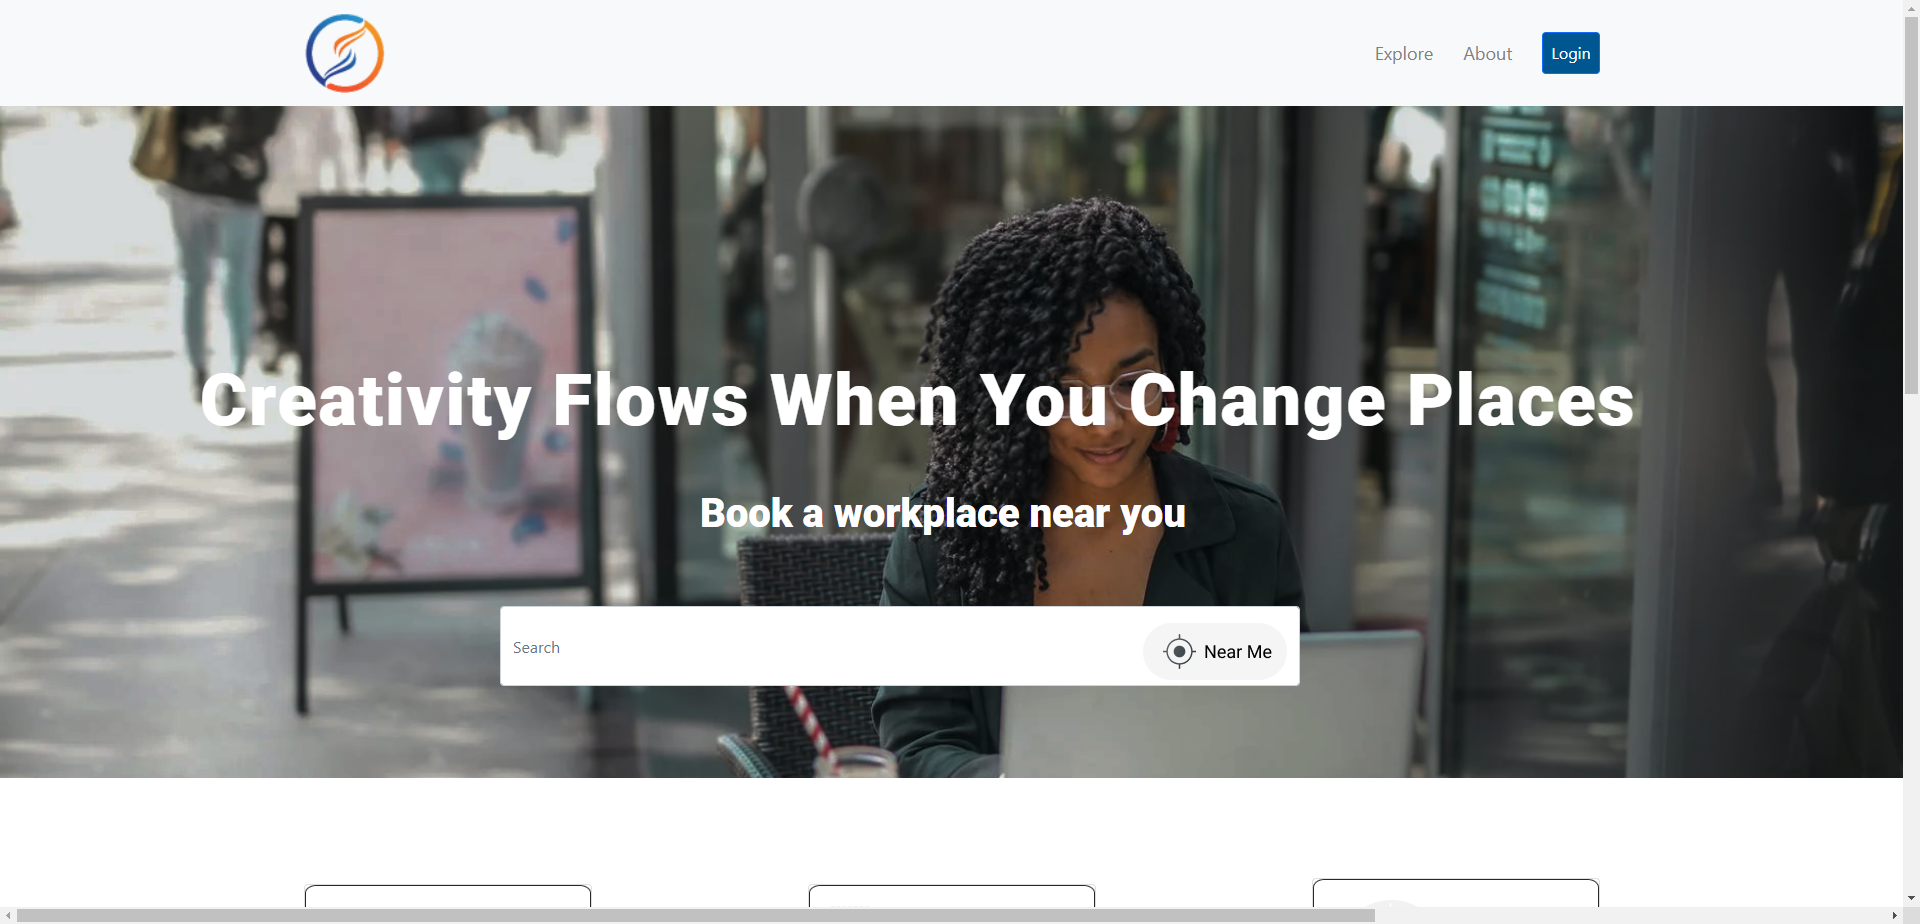 Explore
About
Login
Creativity Flows When You Change Places
Book a workplace near you
Search
Near Me